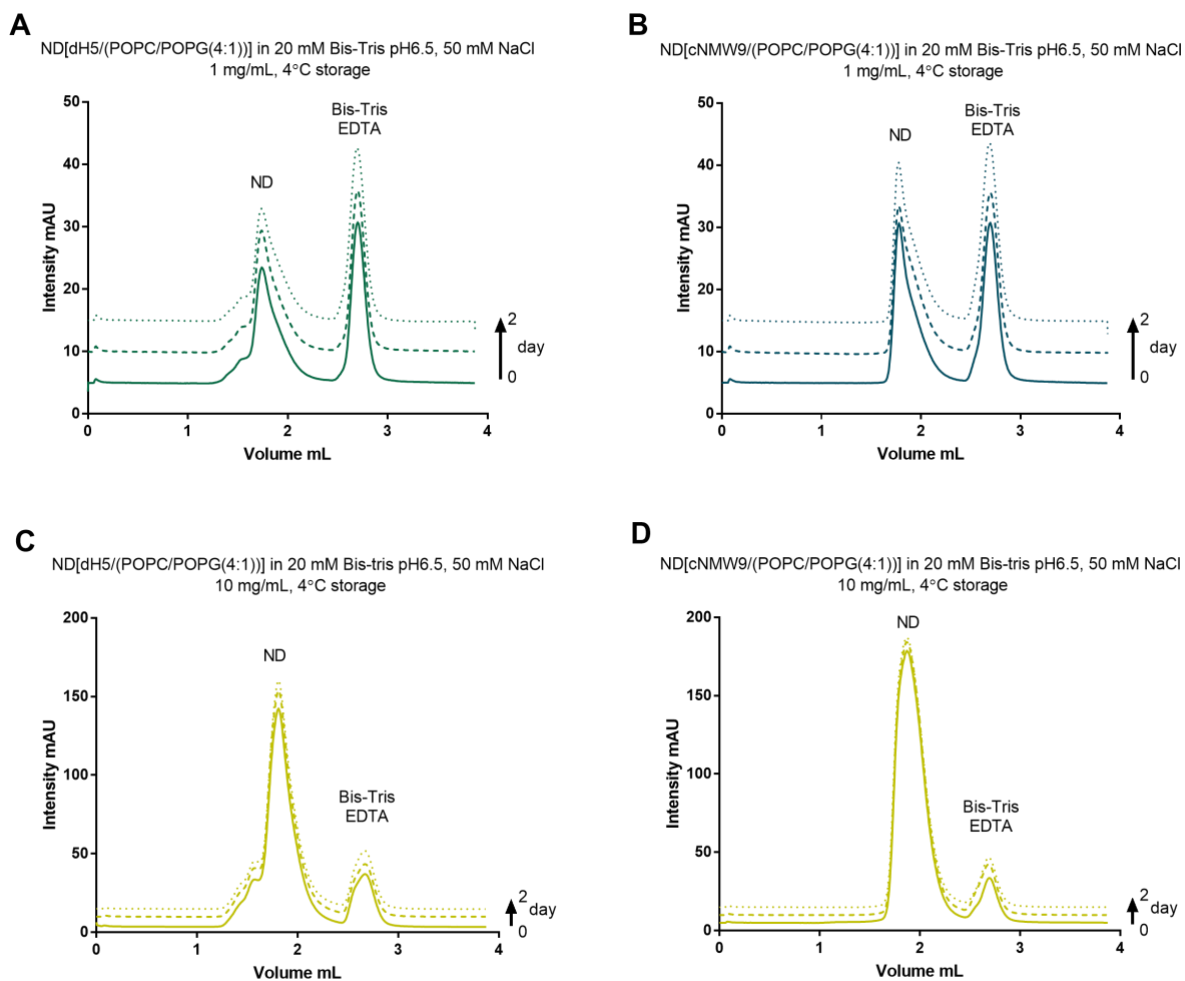 A
ND[dH5/(POPC/POPG(4:1))] in 20 mM Bis-Tris pH6.5, 50 mM NaCl
1 mg/mL, 4°C storage
50
40
30
20
10
0
Intensity mAU
ND
Bis-Tris
EDTA
2
day
0
0 1 2 3 4
Volume mL
B
ND[cNMW9/(POPC/POPG(4:1))] in 20 mM Bis-Tris pH6.5, 50 mM NaCl
1 mg/mL, 4°C storage
50
40
30
20
10
0
Intensity mAU
ND
Bis-Tris
EDTA
2
day
0
0 1 2 3 4
Volume mL
C
ND[dH5/(POPC/POPG(4:1))] in 20 mM Bis-tris pH6.5, 50 mM NaCl
10 mg/mL, 4°C storage
200
150
100
50
0
Intensity mAU
ND
Bis-Tris
EDTA
2
day
0
0 1 2 3 4
Volume mL
D
ND[cNMW9/(POPC/POPG(4:1))] in 20 mM Bis-tris pH6.5, 50 mM NaCl
10 mg/mL, 4°C storage
200
150
100
50
0
Intensity mAU
ND
Bis-Tris
EDTA
2
day
0
0 1 2 3 4
Volume mL